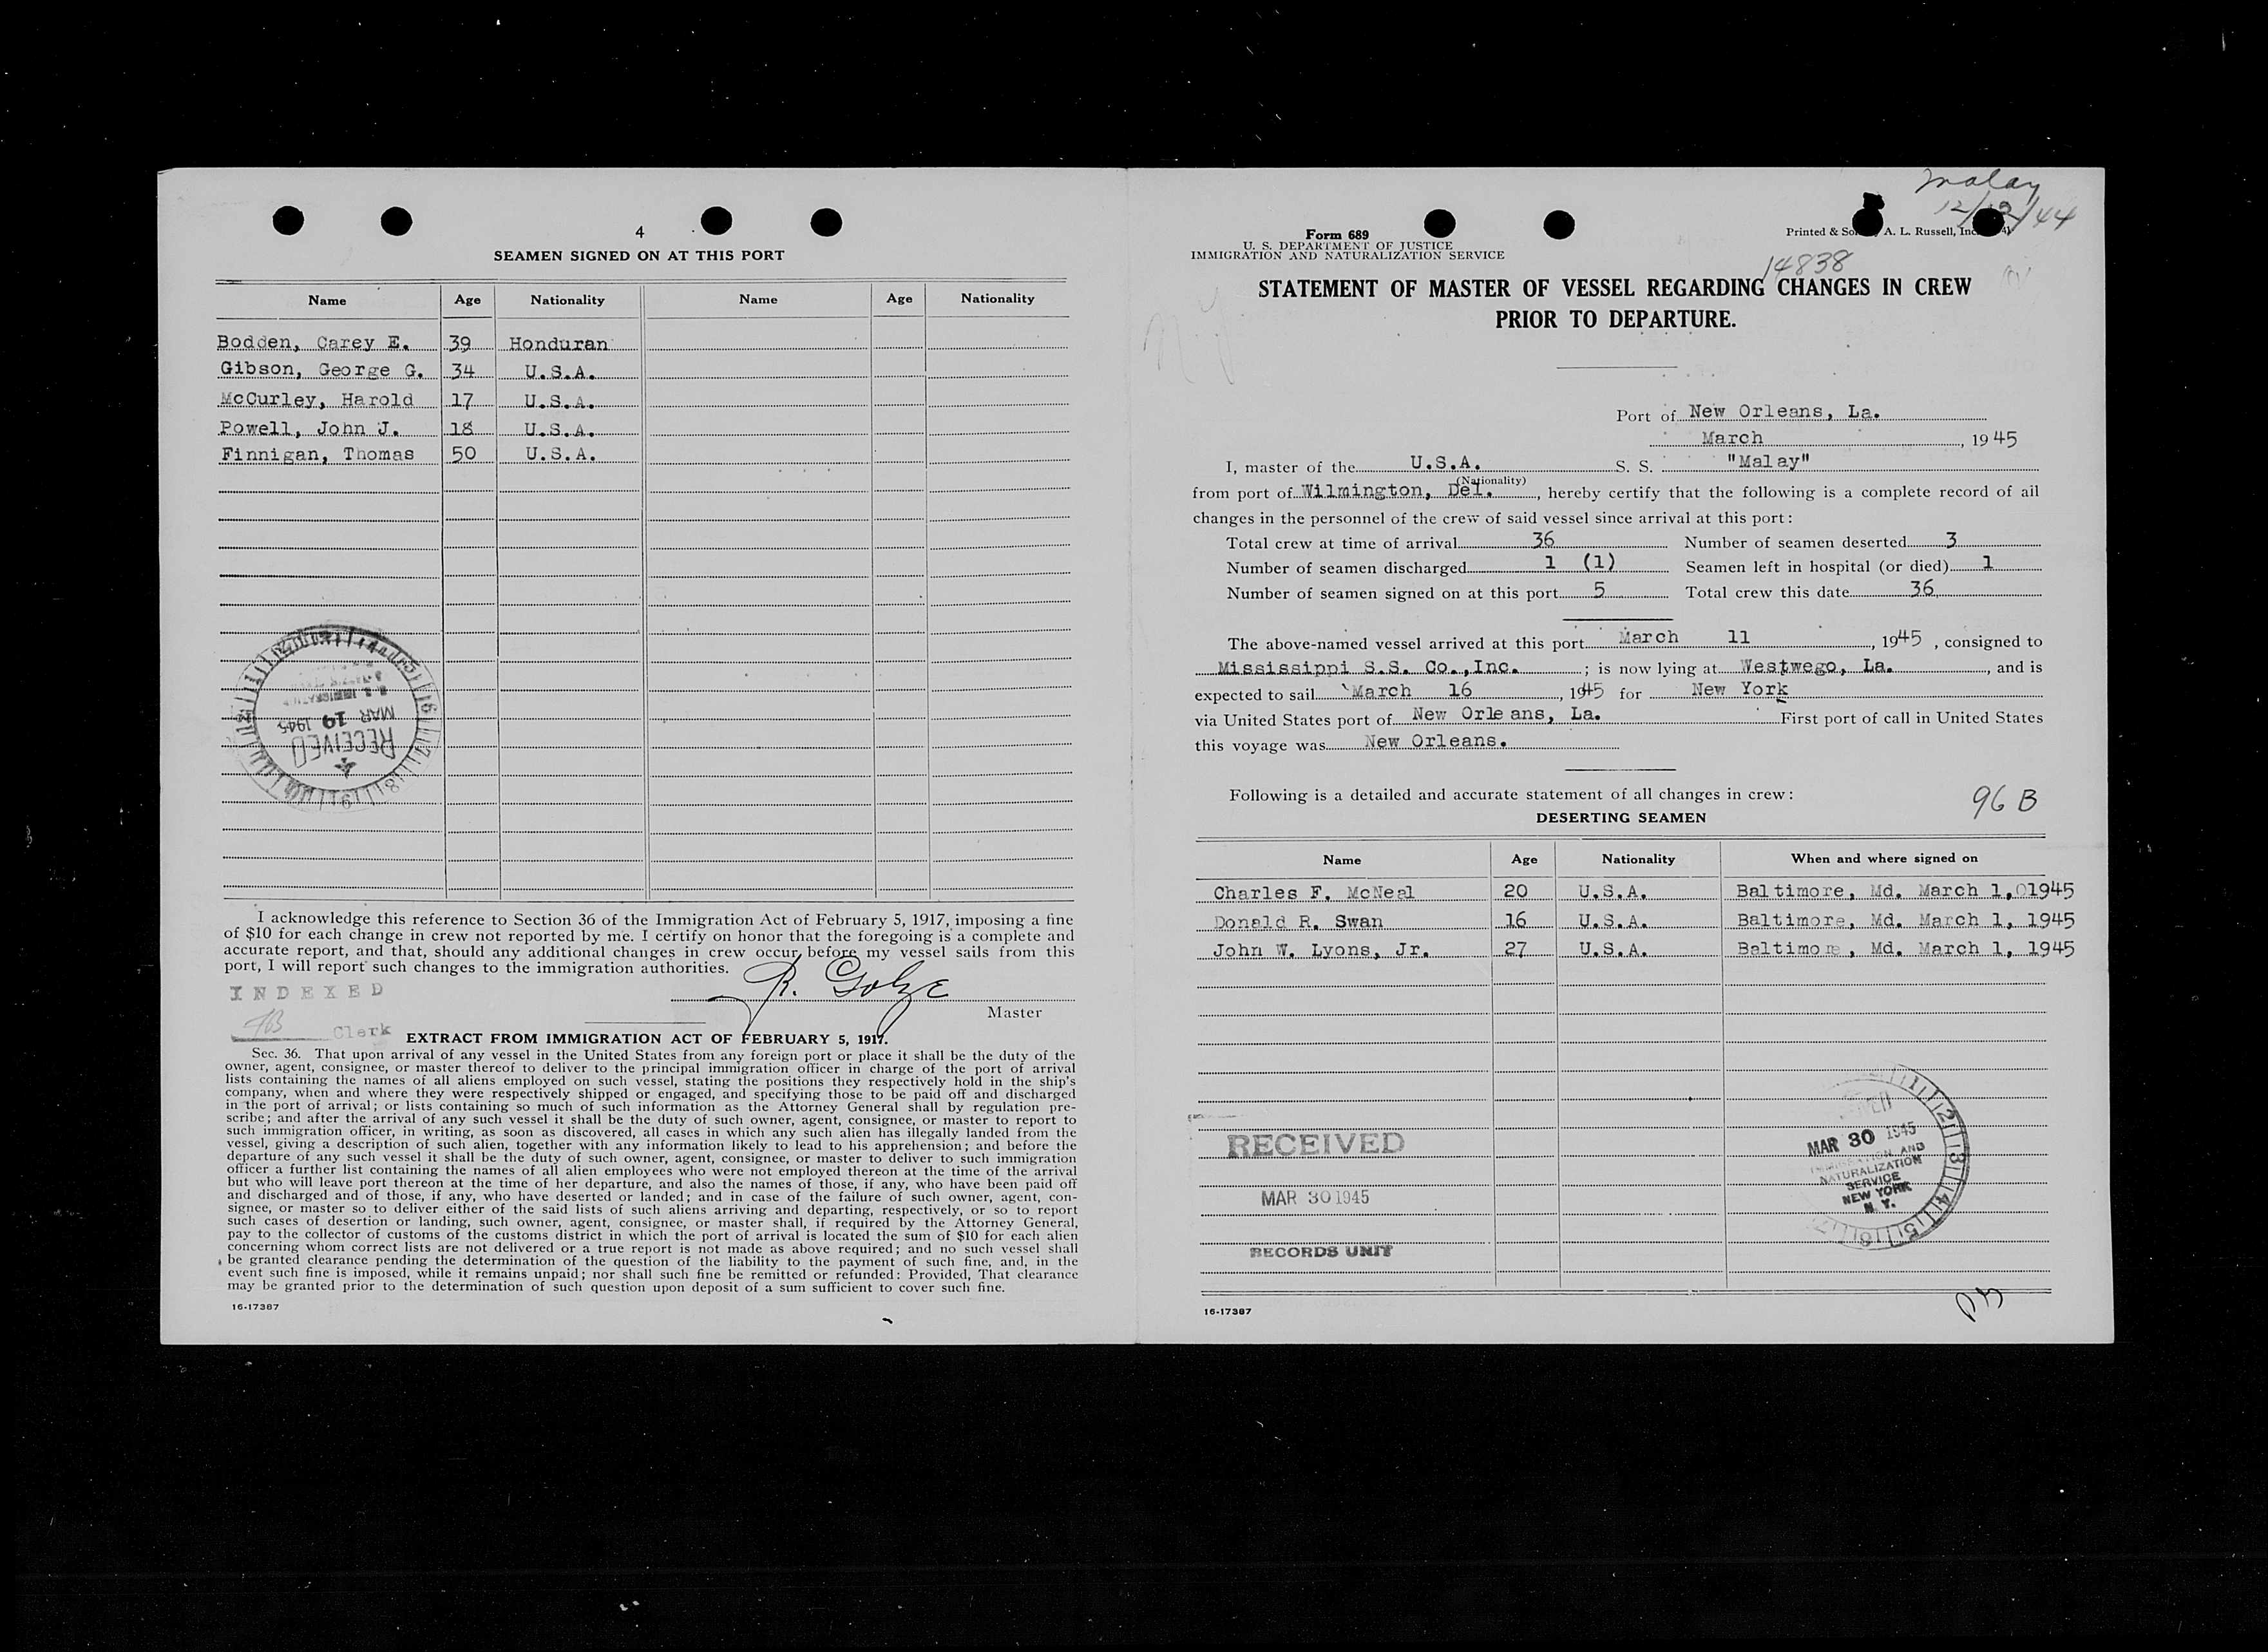 4
SEAMEN SIGNED ON AT THIS PORT
Name Age Nationality Name Age Nationality
Bodden, Carey E. 39 Honduran
Gibson, George G. 34 U.S.A.
McCurley, Harold 17 U.S.A.
Powell, John J. 18 U.S.A.
Finnigan, Thomas 50 U.S.A.
RECEIVED
MAR 19 1945
I acknowledge this reference to Section 36 of the Immigration Act of February 5, 1917, imposing a fine
of $10 for each change in crew not reported by me. I certify on honor that the foregoing is a complete and
accurate report, and that, should any additional changes in crew occur before my vessel sails from this
port, I will report such changes to the immigration authorities.
INDEXED
Master
Clerk
EXTRACT FROM IMMIGRATION ACT OF FEBRUARY 5, 1917.
Sec. 36. That upon arrival of any vessel in the United States from any foreign port or place it shall be the duty of the
owner, agent, consignee, or master thereof to deliver to the principal immigration officer in charge of the port of arrival
lists containing the names of all aliens employed on such vessel, stating the positions they respectively hold in the ship's
company, when and where they were respectively shipped or engaged, and specifying those to be paid off and discharged
in the port of arrival; or lists containing so much of such information as the Attorney General shall by regulation pre-
scribe; and after the arrival of any such vessel it shall be the duty of such owner, agent, consignee, or master to report to
such immigration officer, in writing, as soon as discovered, all cases in which any such alien has illegally landed from the
vessel, giving a description of such alien, together with any information likely to lead to his apprehension; and before the
departure of any such vessel it shall be the duty of such owner, agent, consignee, or master to deliver to such immigration
officer a further list containing the names of all alien employees who were not employed thereon at the time of the arrival
but who will leave port thereon at the time of her departure, and also the names of those, if any, who have been paid off
and discharged and of those, if any, who have deserted or landed; and in case of the failure of such owner, agent, con-
signee, or master so to deliver either of the said lists of such aliens arriving and departing, respectively, or so to report
such cases of desertion or landing, such owner, agent, consignee, or master shall, if required by the Attorney General,
pay to the collector of customs of the customs district in which the port of arrival is located the sum of $10 for each alien
concerning whom correct lists are not delivered or a true report is not made as above required; and no such vessel shall
be granted clearance pending the determination of the question of the liability to the payment of such fine, and, in the
event such fine is imposed, while it remains unpaid; nor shall such fine be remitted or refunded: Provided, That clearance
may be granted prior to the determination of such question upon deposit of a sum sufficient to cover such fine.
16-17387
Malay
12/12/44
Form 689
U. S. DEPARTMENT OF JUSTICE
IMMIGRATION AND NATURALIZATION SERVICE
Printed & A. L. Russell, Inc.
14838
STATEMENT OF MASTER OF VESSEL REGARDING CHANGES IN CREW
PRIOR TO DEPARTURE.
N.Y
Port of New Orleans, La.
March, 1945
I, master of the U.S.A. S. S. "Malay"
(Nationality)
from port of Wilmington, Del., hereby certify that the following is a complete record of all
changes in the personnel of the crew of said vessel since arrival at this port:
Total crew at time of arrival 36 Number of seamen deserted 3
Number of seamen discharged 1 (1) Seamen left in hospital (or died) 1
Number of seamen signed on at this port 5 Total crew this date 36
The above-named vessel arrived at this port March 11, 1945, consigned to
Mississippi S.S. Co.,Inc.; is now lying at Westwego, La., and is
expected to sail March 16, 1945 for New York
via United States port of New Orleans, La. First port of call in United States
this voyage was New Orleans.
Following is a detailed and accurate statement of all changes in crew:
96 B
DESERTING SEAMEN
Name Age Nationality When and where signed on
Charles F. McNeal 20 U.S.A. Baltimore, Md. March 1, 1945
Donald R. Swan 16 U.S.A. Baltimore, Md. March 1, 1945
John W. Lyons, Jr. 27 U.S.A. Baltimore, Md. March 1, 1945
RECEIVED
MAR 30 1945
RECORDS UNIT
MAR 30 1945
IMMIGRATION AND
NATURALIZATION
SERVICE
NEW YORK
N. Y.
16-17387